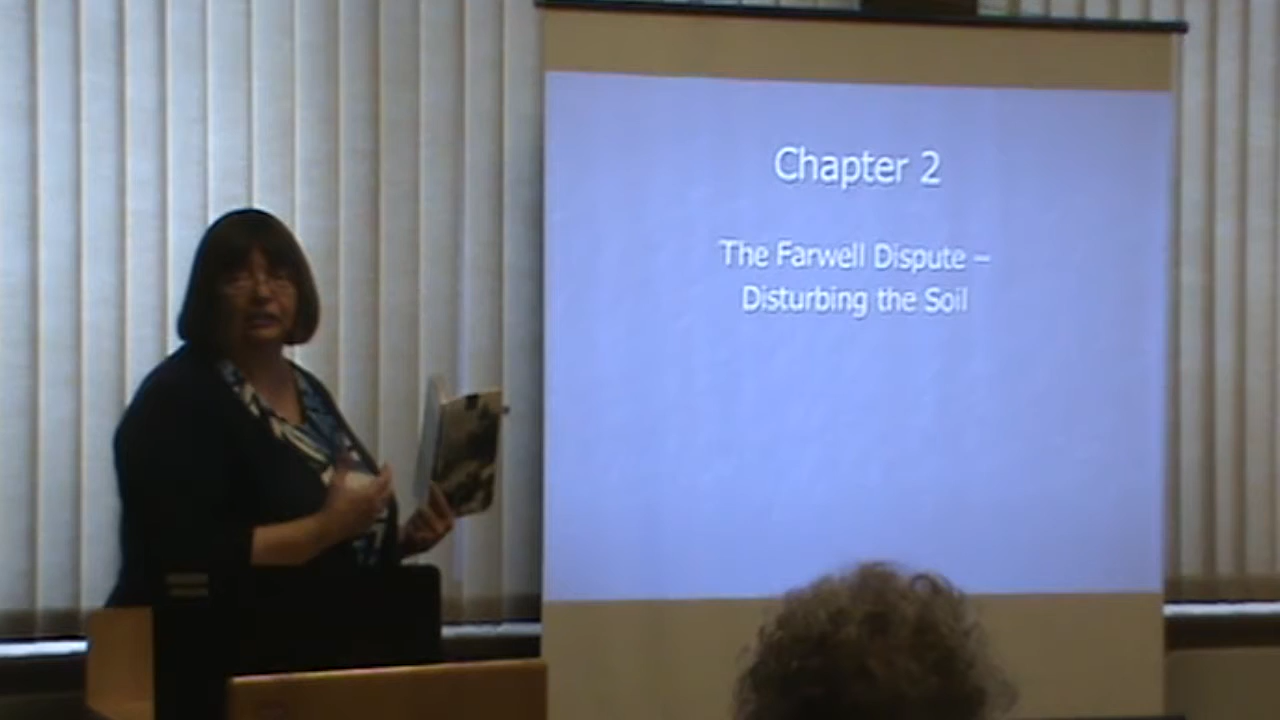 Chapter 2
The Farwell Dispute –
Disturbing the Soil